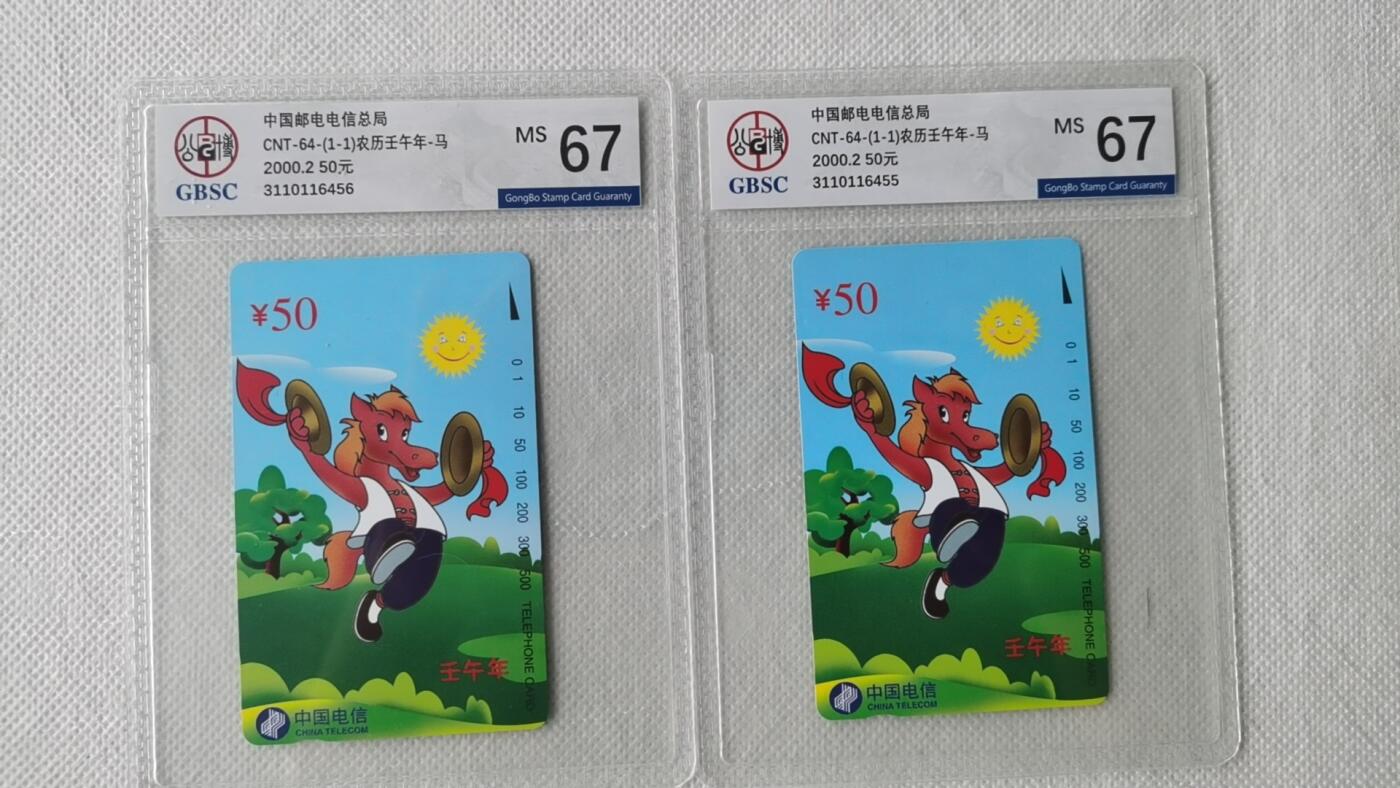 中国邮电电信总局
CNT-64-(1-1)农历壬午年-马
2000.2 50元
3110116456
GBSC
MS 67
GongBo Stamp Card Guaranty
¥50
0 1 10 50 100 200 300 500 TELEPHONE CARD
壬午年
中国电信
CHINA TELECOM
中国邮电电信总局
CNT-64-(1-1)农历壬午年-马
2000.2 50元
3110116455
GBSC
MS 67
GongBo Stamp Card Guaranty
¥50
0 1 10 50 100 200 300 500 TELEPHONE CARD
壬午年
中国电信
CHINA TELECOM